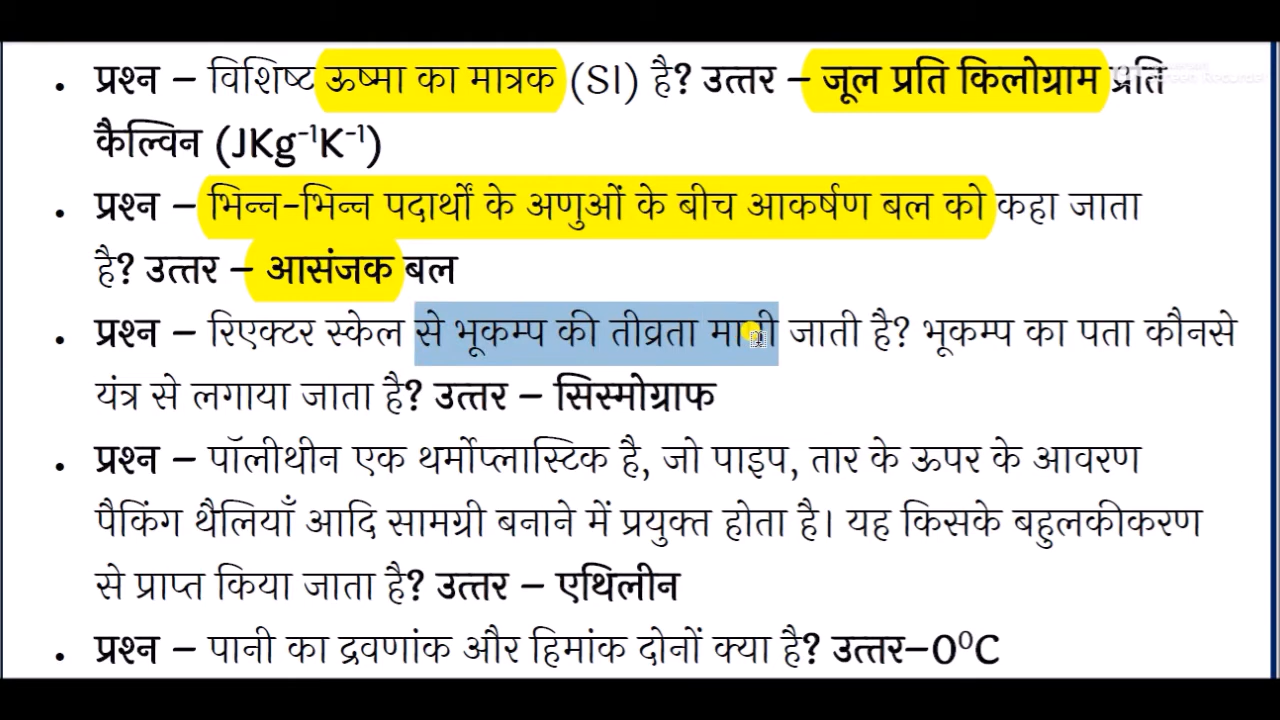 • प्रश्न – विशिष्ट ऊष्मा का मात्रक (SI) है? उत्तर – जूल प्रति किलोग्राम प्रति
कैल्विन (JKg⁻¹K⁻¹)
• प्रश्न – भिन्न-भिन्न पदार्थों के अणुओं के बीच आकर्षण बल को कहा जाता
है? उत्तर – आसंजक बल
• प्रश्न – रिएक्टर स्केल से भूकम्प की तीव्रता मापी जाती है? भूकम्प का पता कौनसे
यंत्र से लगाया जाता है? उत्तर – सिस्मोग्राफ
• प्रश्न – पॉलीथीन एक थर्मोप्लास्टिक है, जो पाइप, तार के ऊपर के आवरण
पैकिंग थैलियाँ आदि सामग्री बनाने में प्रयुक्त होता है। यह किसके बहुलकीकरण
से प्राप्त किया जाता है? उत्तर – एथिलीन
• प्रश्न – पानी का द्रवणांक और हिमांक दोनों क्या है? उत्तर–0⁰C